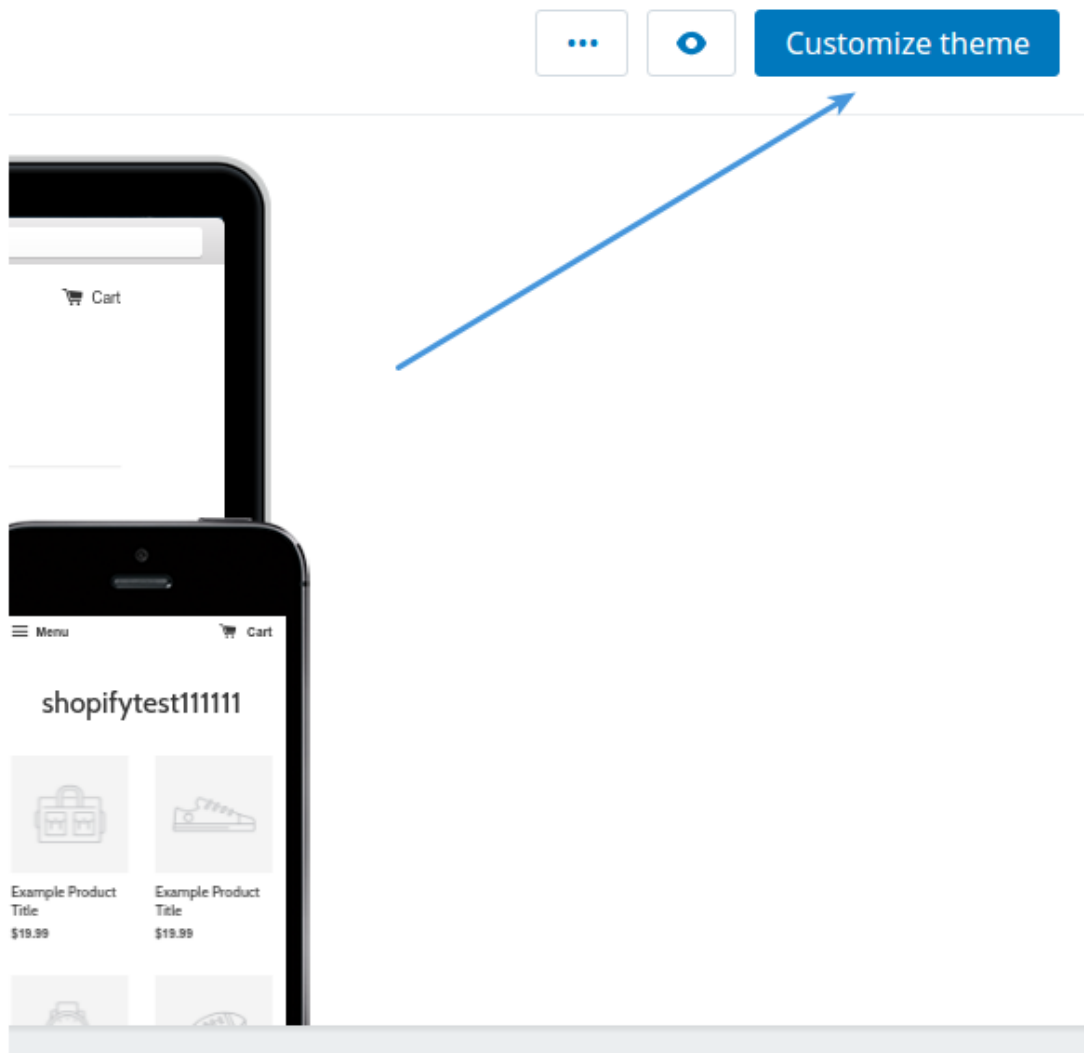 Customize theme
Cart
Menu
Cart
shopifytest111111
Example Product
Title
$19.99
Example Product
Title
$19.99